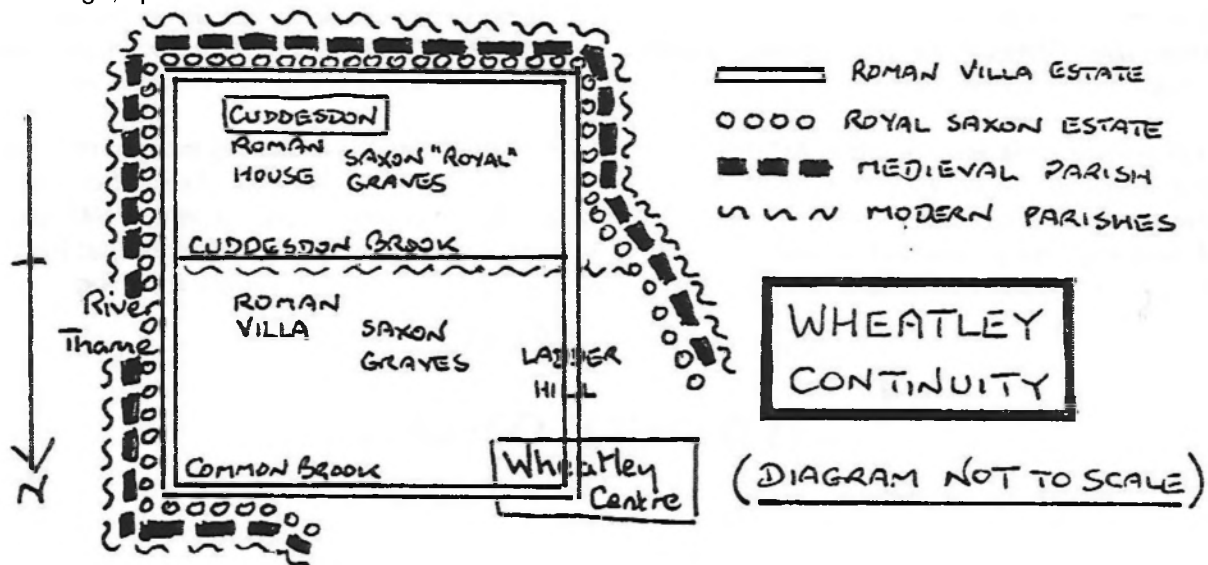 CUDDESDON
ROMAN
HOUSE
SAXON "ROYAL"
GRAVES
CUDDESDON BROOK
River
Thame
ROMAN
VILLA
SAXON
GRAVES
LADDER
HILL
COMMON BROOK
Wheatley
Centre
N
ROMAN VILLA ESTATE
ROYAL SAXON ESTATE
MEDIEVAL PARISH
MODERN PARISHES
WHEATLEY
CONTINUITY
(DIAGRAM NOT TO SCALE)